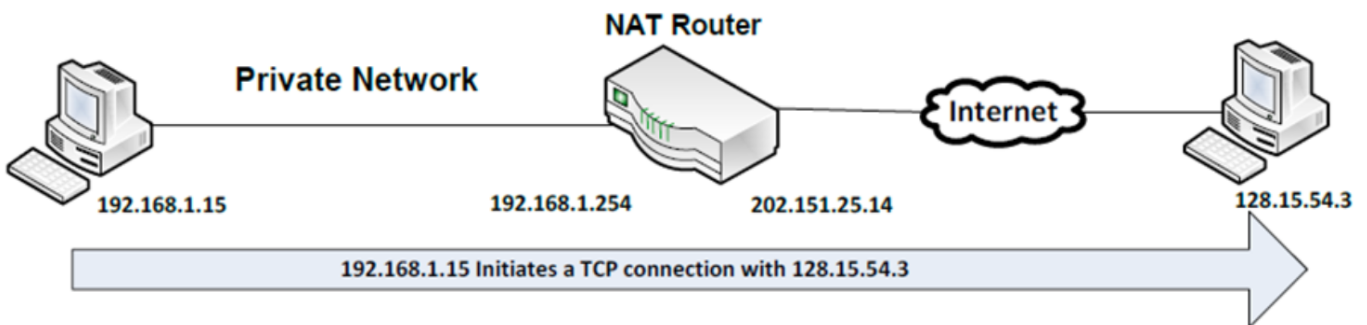 NAT Router
Private Network
Internet
192.168.1.15
192.168.1.254
202.151.25.14
128.15.54.3
192.168.1.15 Initiates a TCP connection with 128.15.54.3